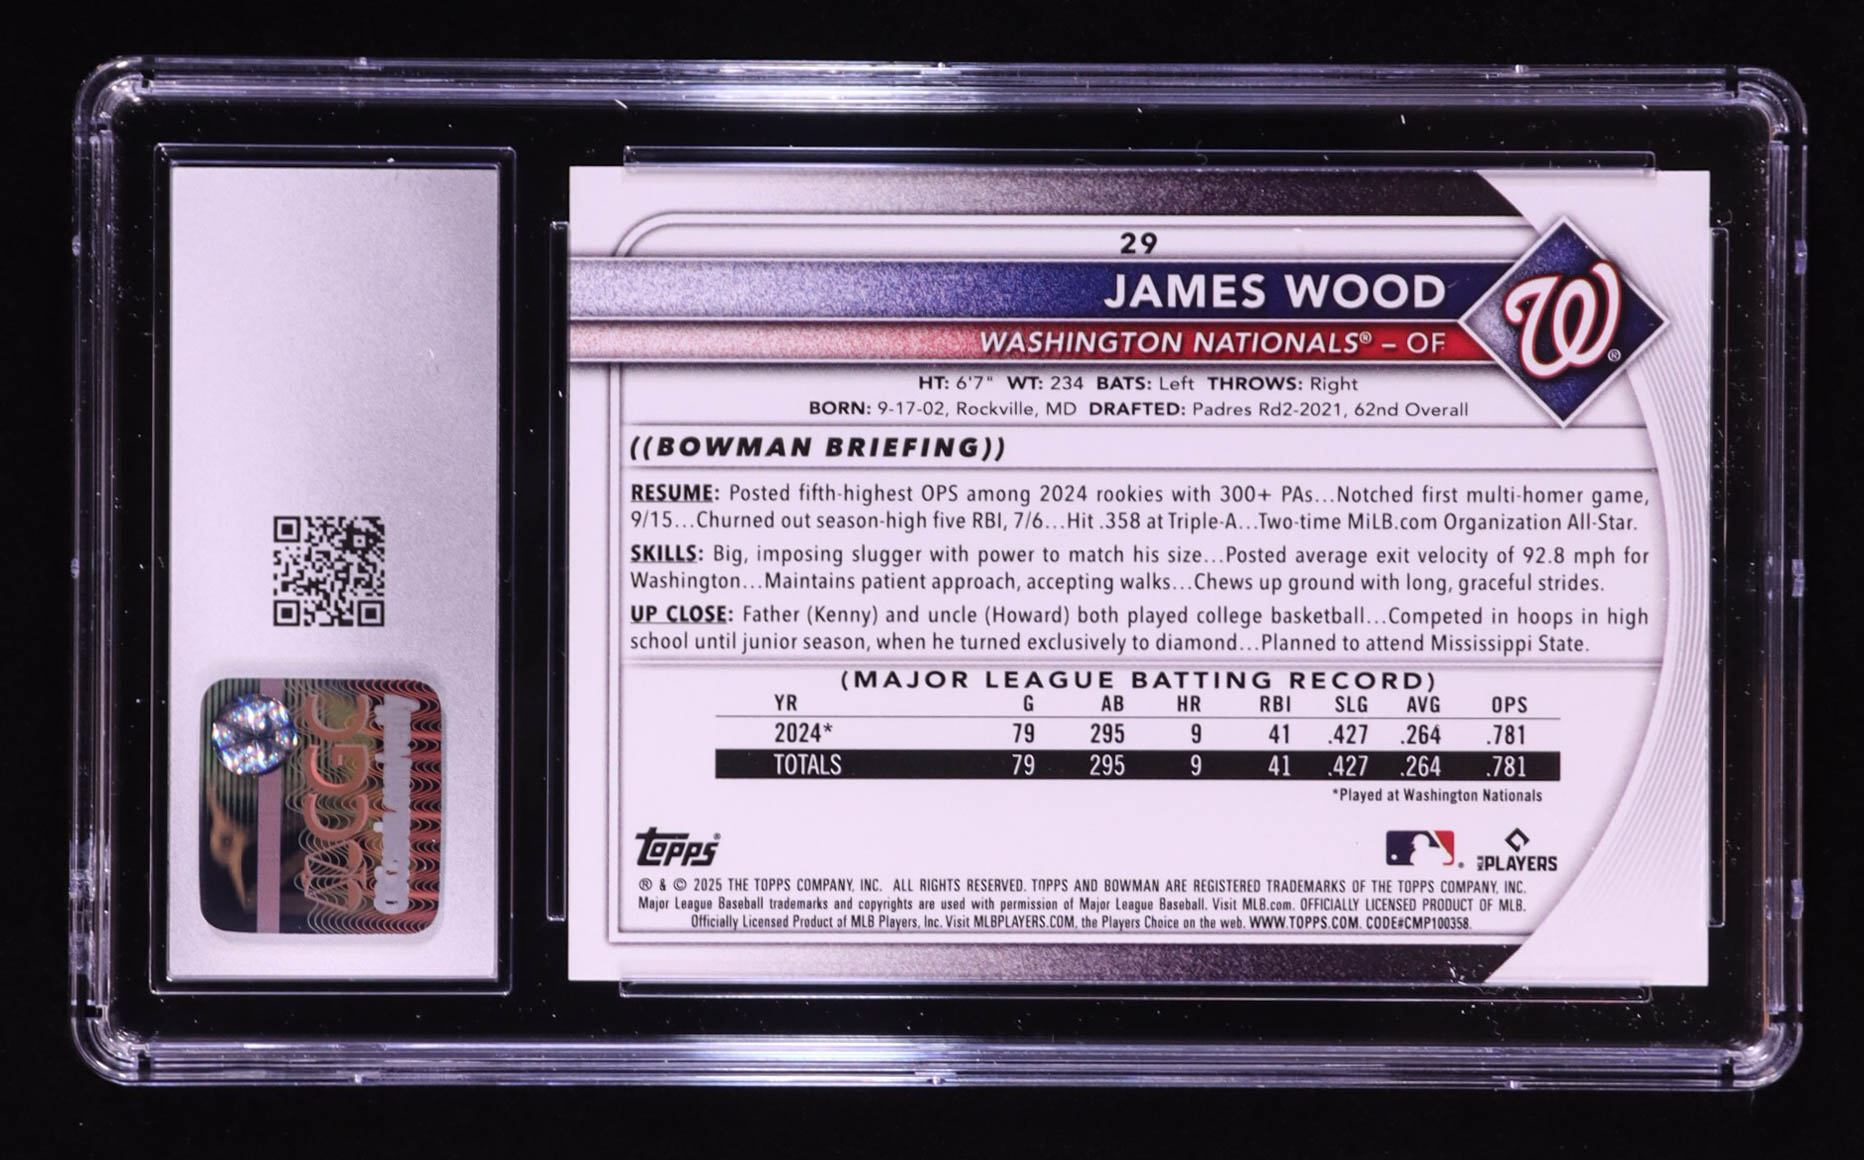 29
JAMES WOOD
WASHINGTON NATIONALS® – OF
W®
HT: 6'7" WT: 234 BATS: Left THROWS: Right
BORN: 9-17-02, Rockville, MD DRAFTED: Padres Rd2-2021, 62nd Overall
((BOWMAN BRIEFING))
RESUME: Posted fifth-highest OPS among 2024 rookies with 300+ PAs...Notched first multi-homer game,
9/15...Churned out season-high five RBI, 7/6...Hit .358 at Triple-A...Two-time MiLB.com Organization All-Star.
SKILLS: Big, imposing slugger with power to match his size...Posted average exit velocity of 92.8 mph for
Washington...Maintains patient approach, accepting walks...Chews up ground with long, graceful strides.
UP CLOSE: Father (Kenny) and uncle (Howard) both played college basketball...Competed in hoops in high
school until junior season, when he turned exclusively to diamond...Planned to attend Mississippi State.
(MAJOR LEAGUE BATTING RECORD)
YR G AB HR RBI SLG AVG OPS
2024* 79 295 9 41 .427 .264 .781
TOTALS 79 295 9 41 .427 .264 .781
*Played at Washington Nationals
Topps®
MLB PLAYERS
® & © 2025 THE TOPPS COMPANY, INC. ALL RIGHTS RESERVED. TOPPS AND BOWMAN ARE REGISTERED TRADEMARKS OF THE TOPPS COMPANY, INC.
Major League Baseball trademarks and copyrights are used with permission of Major League Baseball. Visit MLB.com. OFFICIALLY LICENSED PRODUCT OF MLB.
Officially Licensed Product of MLB Players, Inc. Visit MLBPLAYERS.COM, the Players Choice on the web. WWW.TOPPS.COM. CODE#CMP100358.
CGC